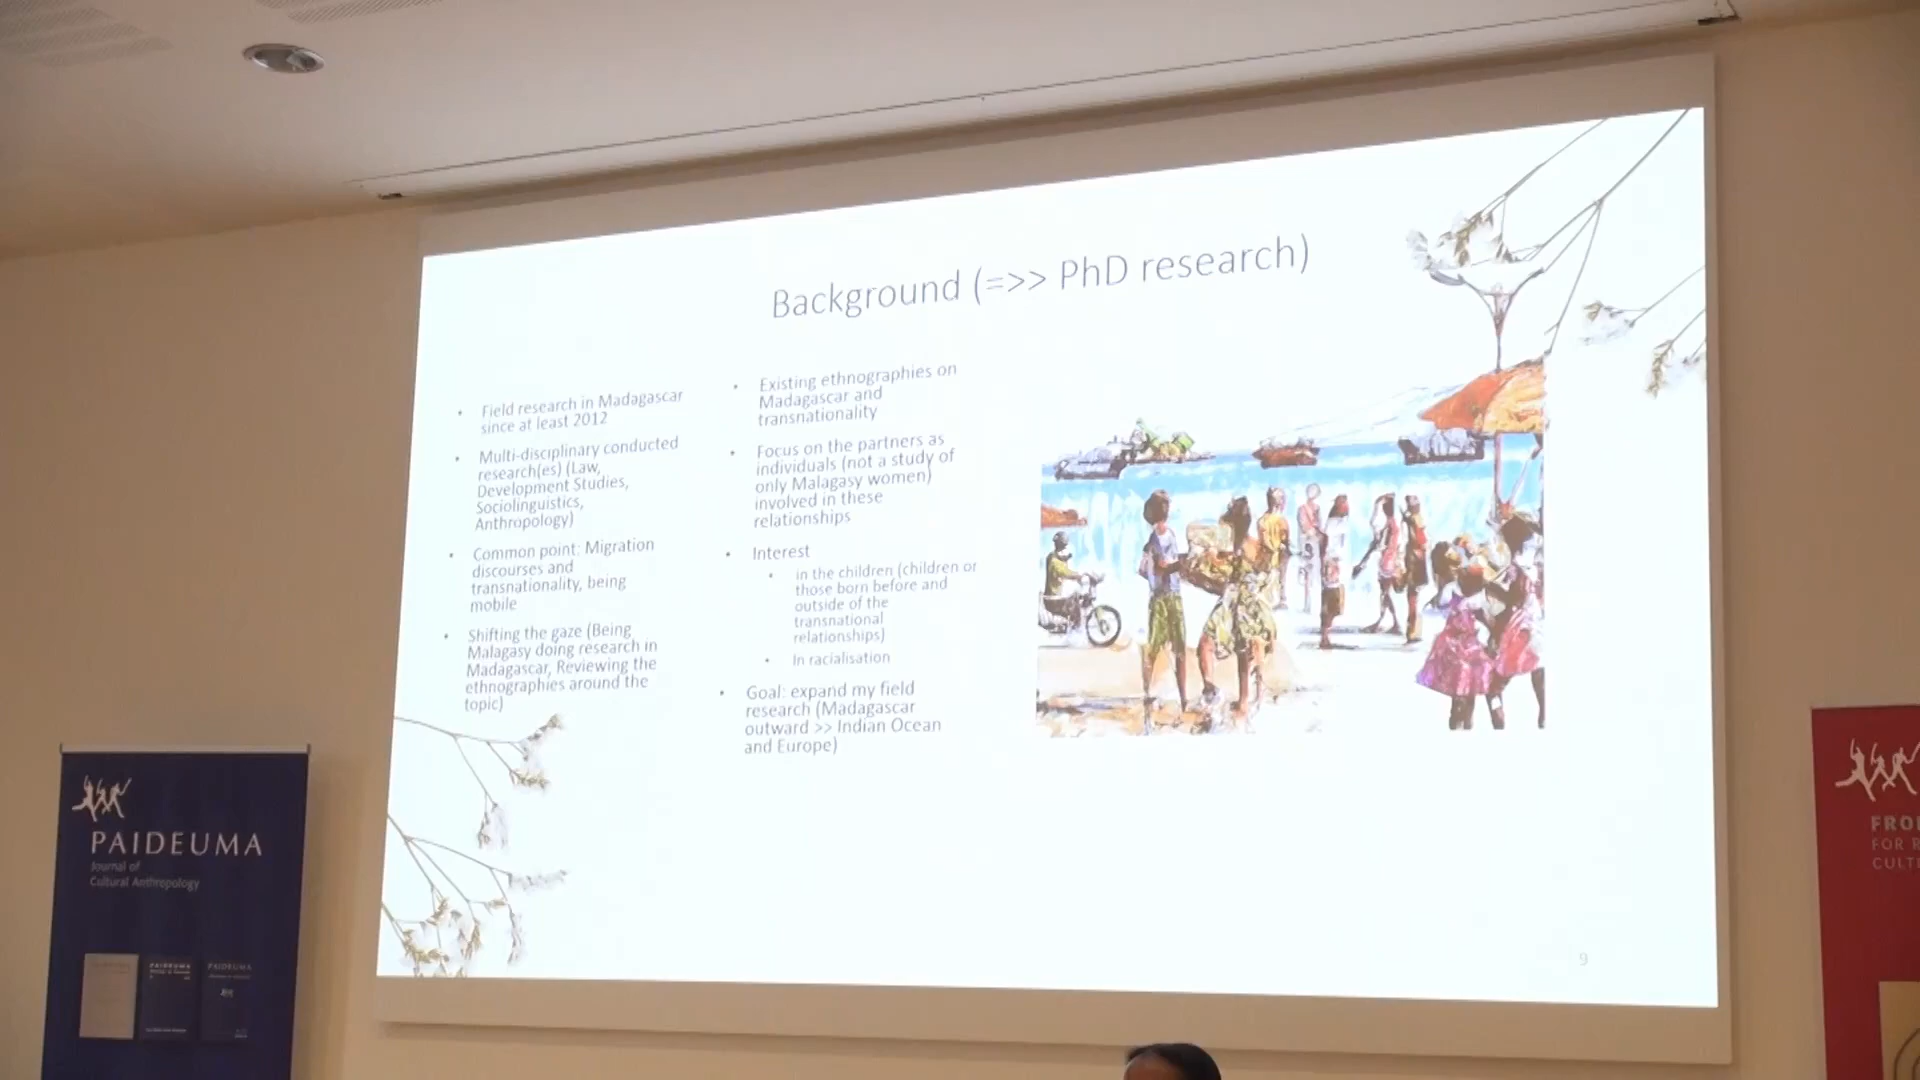 Background (=>> PhD research)
• Field research in Madagascar
since at least 2012
• Multi-disciplinary conducted
research(es) (Law,
Development Studies,
Sociolinguistics,
Anthropology)
• Common point: Migration
discourses and
transnationality, being
mobile
• Shifting the gaze (Being
Malagasy doing research in
Madagascar, Reviewing the
ethnographies around the
topic)
• Existing ethnographies on
Madagascar and
transnationality
• Focus on the partners as
individuals (not a study of
only Malagasy women)
involved in these
relationships
• Interest
• in the children (children or
those born before and
outside of the
transnational
relationships)
• In racialisation
• Goal: expand my field
research (Madagascar
outward >> Indian Ocean
and Europe)
9
PAIDEUMA
Journal of
Cultural Anthropology
PAIDEUMA
PAIDEUMA
FRO
FOR R
CULT